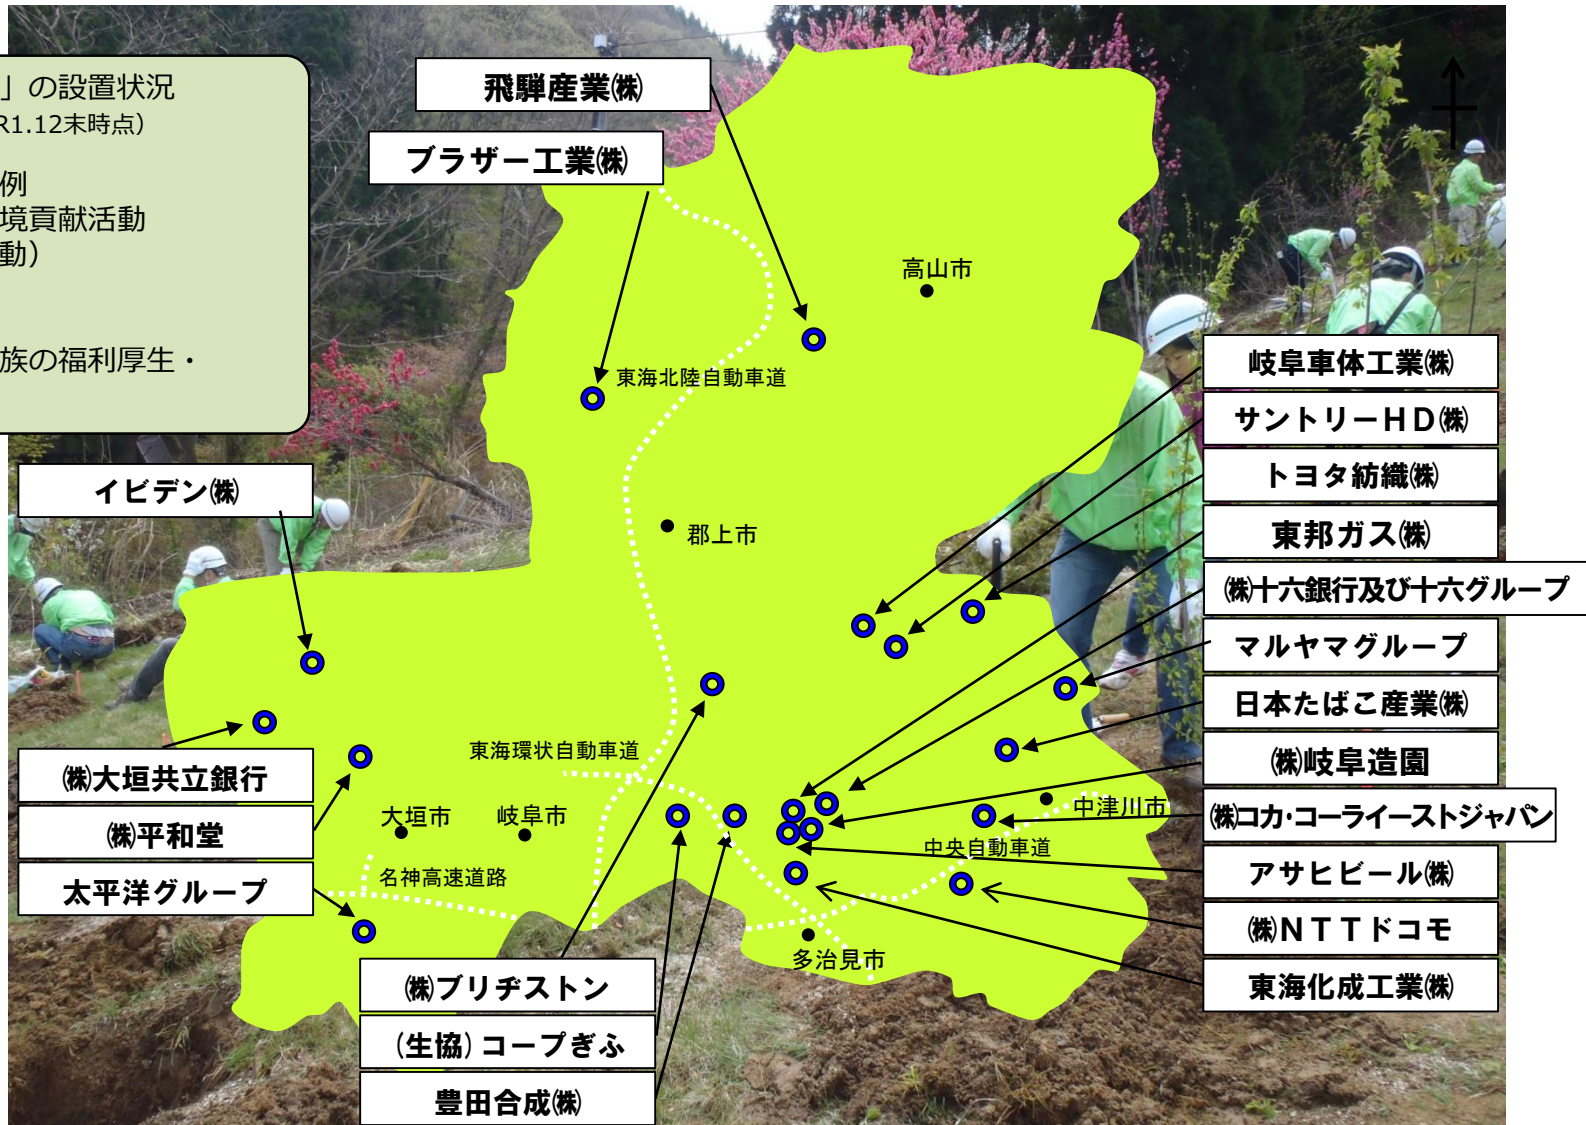 」の設置状況
R1.12末時点）
例
境貢献活動
動）
族の福利厚生・
飛騨産業㈱
ブラザー工業㈱
高山市
東海北陸自動車道
郡上市
イビデン㈱
㈱大垣共立銀行
㈱平和堂
太平洋グループ
東海環状自動車道
大垣市
岐阜市
名神高速道路
中津川市
中央自動車道
多治見市
㈱ブリヂストン
(生協)コープぎふ
豊田合成㈱
岐阜車体工業㈱
サントリーＨＤ㈱
トヨタ紡織㈱
東邦ガス㈱
㈱十六銀行及び十六グループ
マルヤマグループ
日本たばこ産業㈱
㈱岐阜造園
㈱コカ・コーライーストジャパン
アサヒビール㈱
㈱ＮＴＴドコモ
東海化成工業㈱